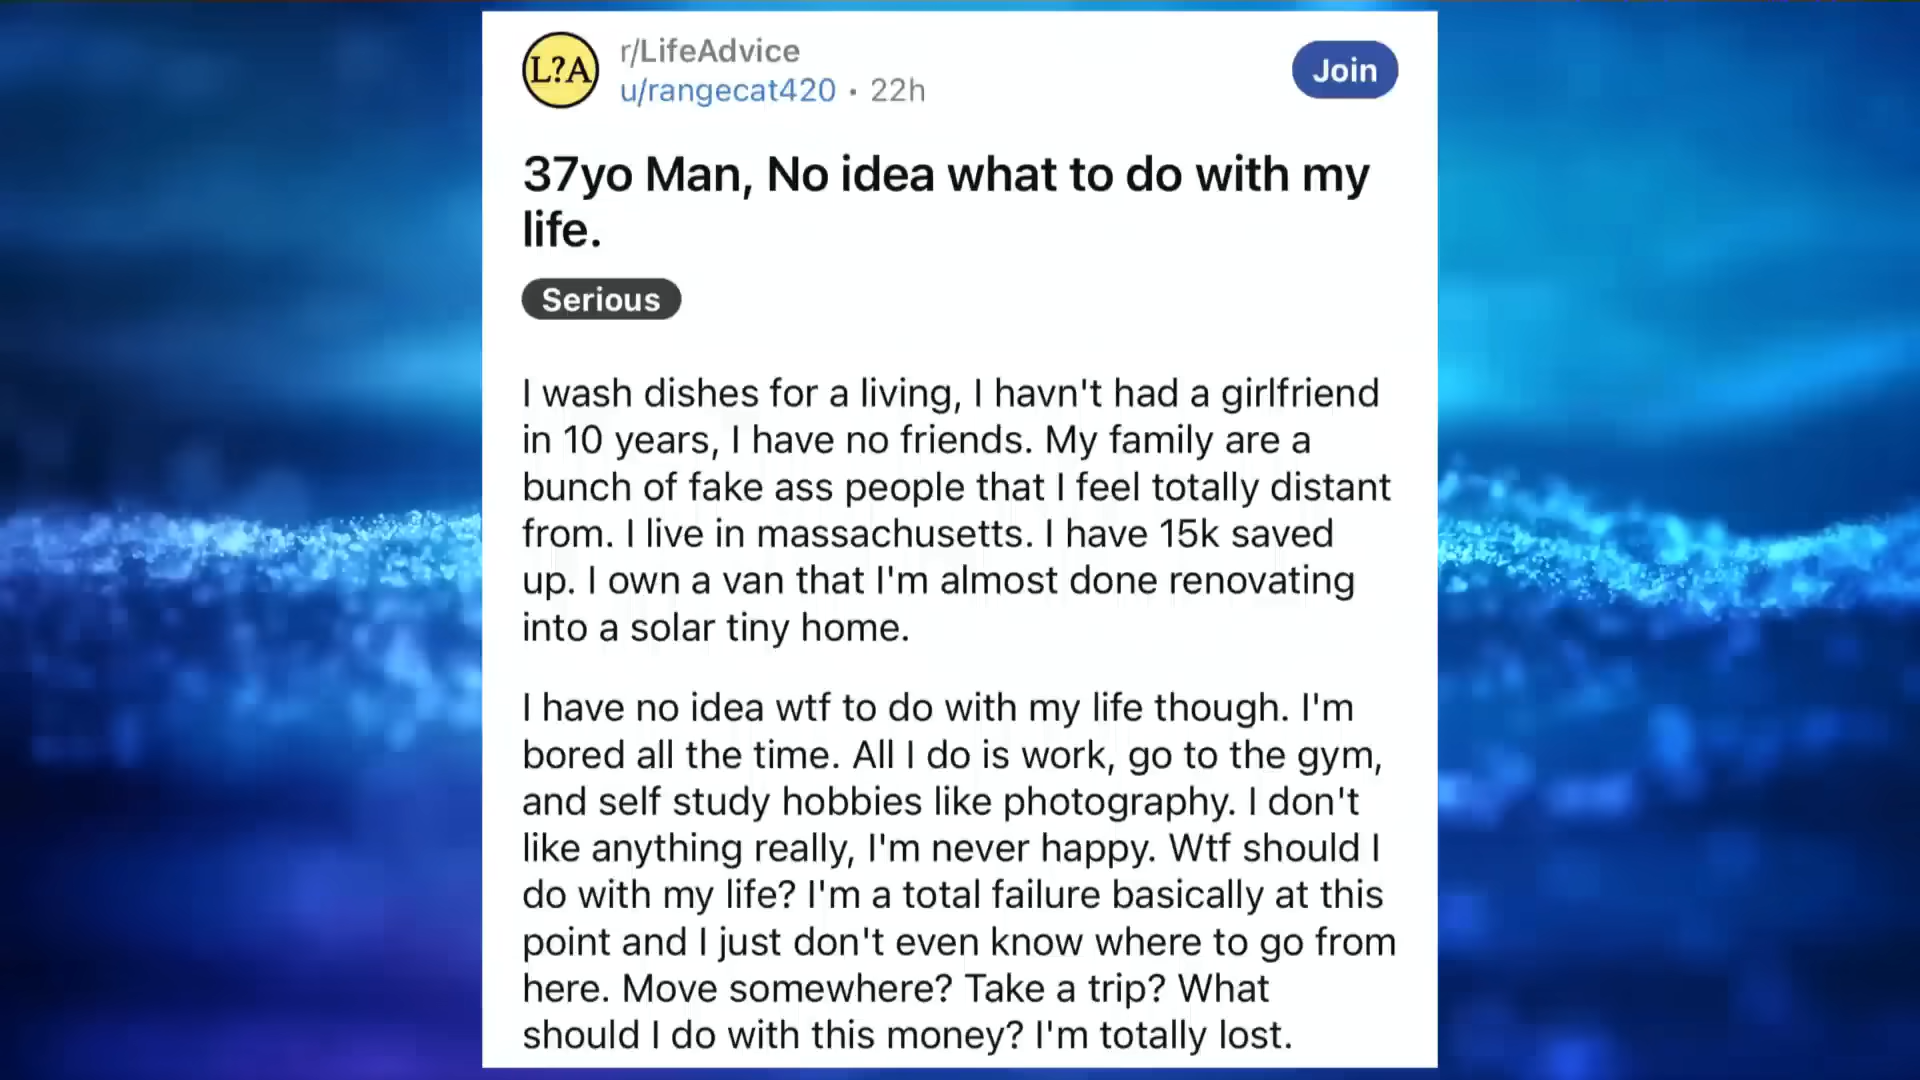 L?A
r/LifeAdvice
u/rangecat420 • 22h
Join
37yo Man, No idea what to do with my
life.
Serious
I wash dishes for a living, I havn't had a girlfriend
in 10 years, I have no friends. My family are a
bunch of fake ass people that I feel totally distant
from. I live in massachusetts. I have 15k saved
up. I own a van that I'm almost done renovating
into a solar tiny home.
I have no idea wtf to do with my life though. I'm
bored all the time. All I do is work, go to the gym,
and self study hobbies like photography. I don't
like anything really, I'm never happy. Wtf should I
do with my life? I'm a total failure basically at this
point and I just don't even know where to go from
here. Move somewhere? Take a trip? What
should I do with this money? I'm totally lost.